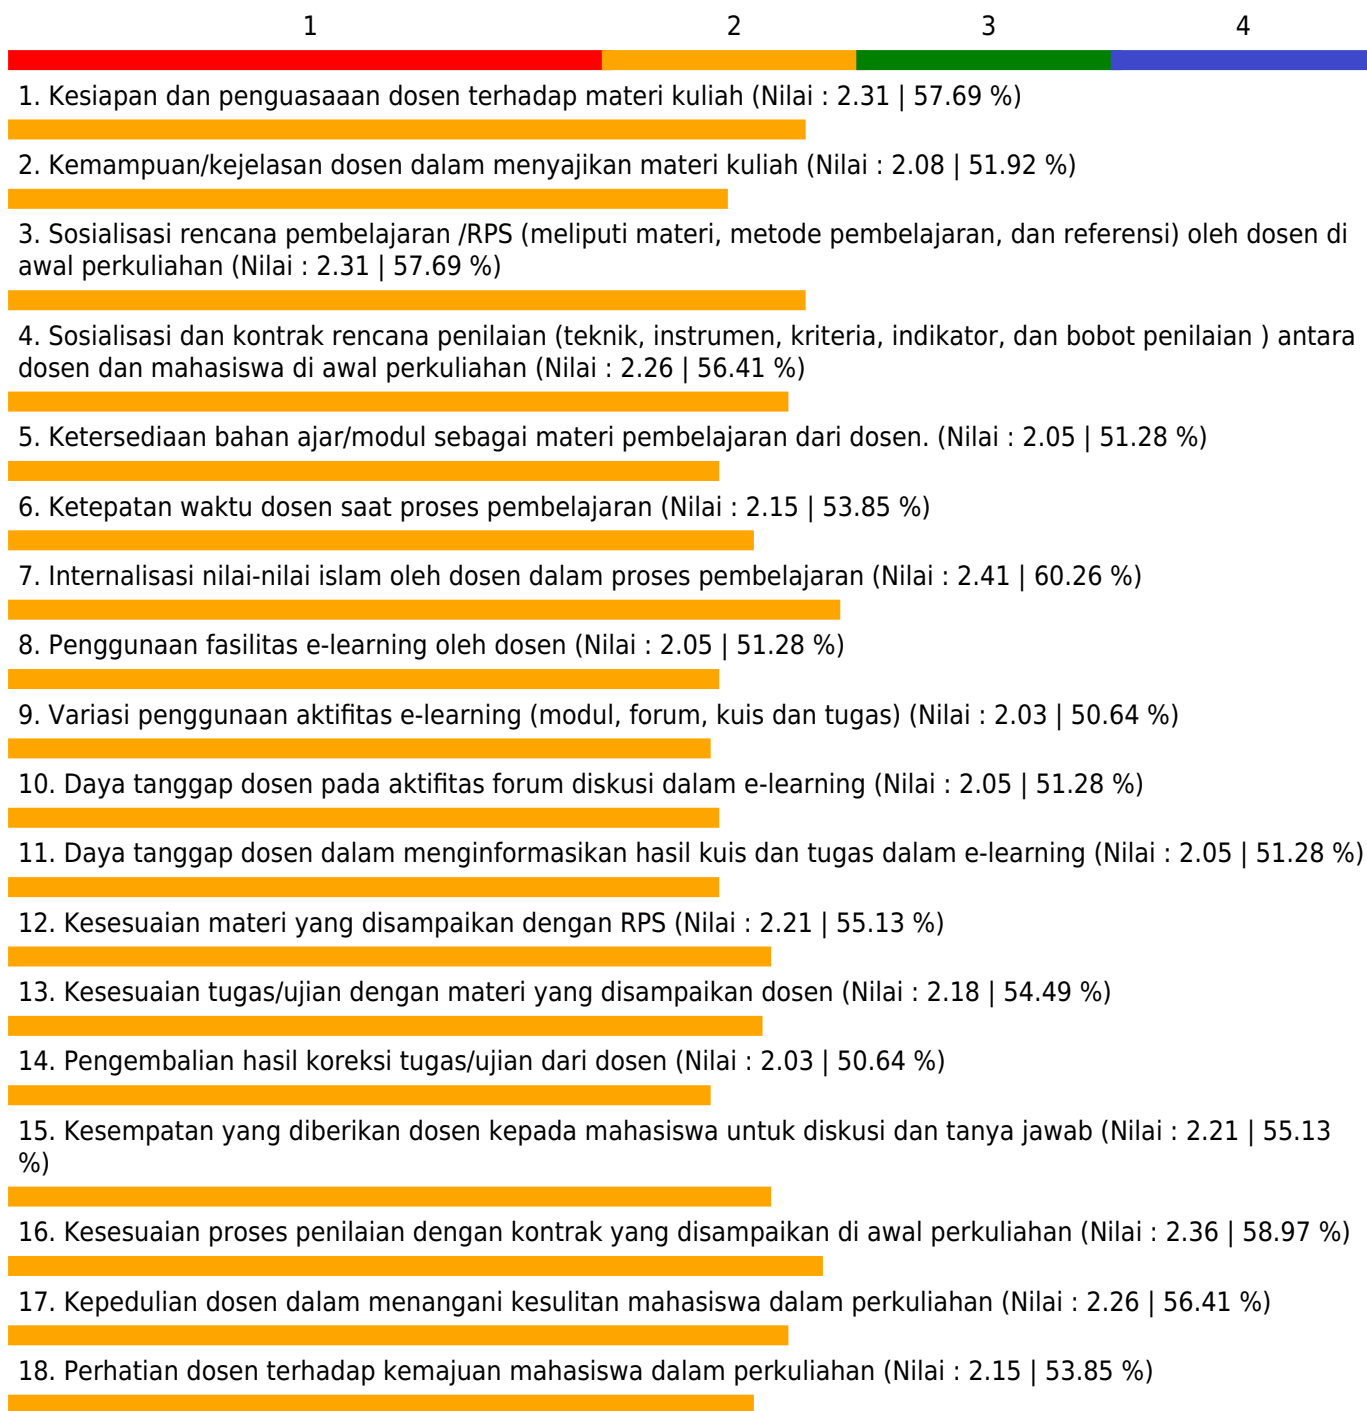 1 2 3 4
1. Kesiapan dan penguasaaan dosen terhadap materi kuliah (Nilai : 2.31 | 57.69 %)
2. Kemampuan/kejelasan dosen dalam menyajikan materi kuliah (Nilai : 2.08 | 51.92 %)
3. Sosialisasi rencana pembelajaran /RPS (meliputi materi, metode pembelajaran, dan referensi) oleh dosen di
awal perkuliahan (Nilai : 2.31 | 57.69 %)
4. Sosialisasi dan kontrak rencana penilaian (teknik, instrumen, kriteria, indikator, dan bobot penilaian ) antara
dosen dan mahasiswa di awal perkuliahan (Nilai : 2.26 | 56.41 %)
5. Ketersediaan bahan ajar/modul sebagai materi pembelajaran dari dosen. (Nilai : 2.05 | 51.28 %)
6. Ketepatan waktu dosen saat proses pembelajaran (Nilai : 2.15 | 53.85 %)
7. Internalisasi nilai-nilai islam oleh dosen dalam proses pembelajaran (Nilai : 2.41 | 60.26 %)
8. Penggunaan fasilitas e-learning oleh dosen (Nilai : 2.05 | 51.28 %)
9. Variasi penggunaan aktifitas e-learning (modul, forum, kuis dan tugas) (Nilai : 2.03 | 50.64 %)
10. Daya tanggap dosen pada aktifitas forum diskusi dalam e-learning (Nilai : 2.05 | 51.28 %)
11. Daya tanggap dosen dalam menginformasikan hasil kuis dan tugas dalam e-learning (Nilai : 2.05 | 51.28 %)
12. Kesesuaian materi yang disampaikan dengan RPS (Nilai : 2.21 | 55.13 %)
13. Kesesuaian tugas/ujian dengan materi yang disampaikan dosen (Nilai : 2.18 | 54.49 %)
14. Pengembalian hasil koreksi tugas/ujian dari dosen (Nilai : 2.03 | 50.64 %)
15. Kesempatan yang diberikan dosen kepada mahasiswa untuk diskusi dan tanya jawab (Nilai : 2.21 | 55.13
%)
16. Kesesuaian proses penilaian dengan kontrak yang disampaikan di awal perkuliahan (Nilai : 2.36 | 58.97 %)
17. Kepedulian dosen dalam menangani kesulitan mahasiswa dalam perkuliahan (Nilai : 2.26 | 56.41 %)
18. Perhatian dosen terhadap kemajuan mahasiswa dalam perkuliahan (Nilai : 2.15 | 53.85 %)